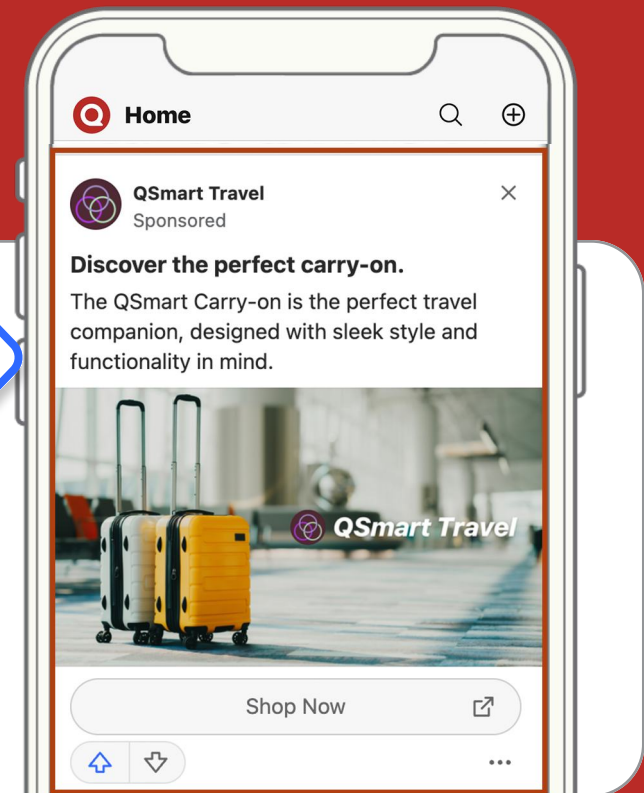 Home
QSmart Travel
Sponsored
Discover the perfect carry-on.
The QSmart Carry-on is the perfect travel
companion, designed with sleek style and
functionality in mind.
QSmart Travel
Shop Now